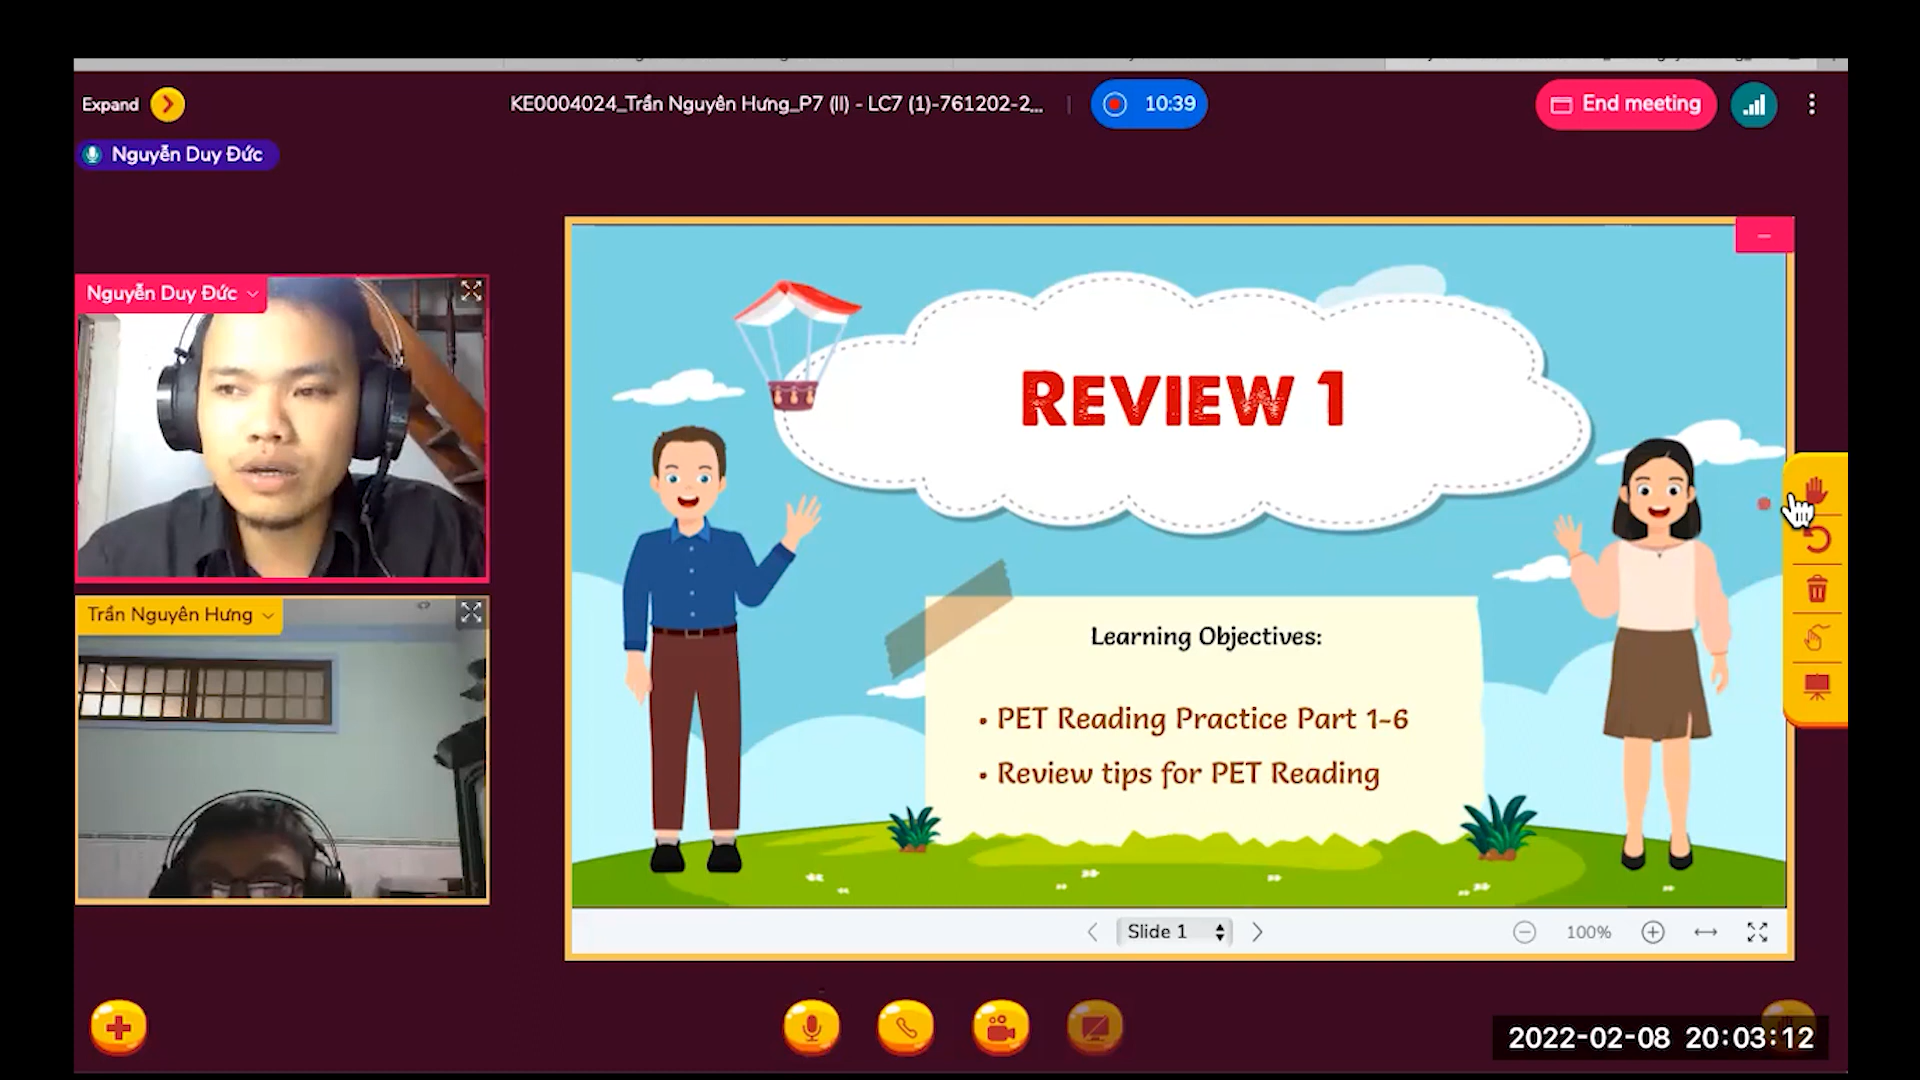 Expand
KE0004024_Trần Nguyên Hưng_P7 (II) - LC7 (1)-761202-2...
10:39
End meeting
Nguyễn Duy Đức
Nguyễn Duy Đức
Trần Nguyên Hưng
REVIEW 1
Learning Objectives:
• PET Reading Practice Part 1-6
• Review tips for PET Reading
Slide 1
100%
2022-02-08 20:03:12